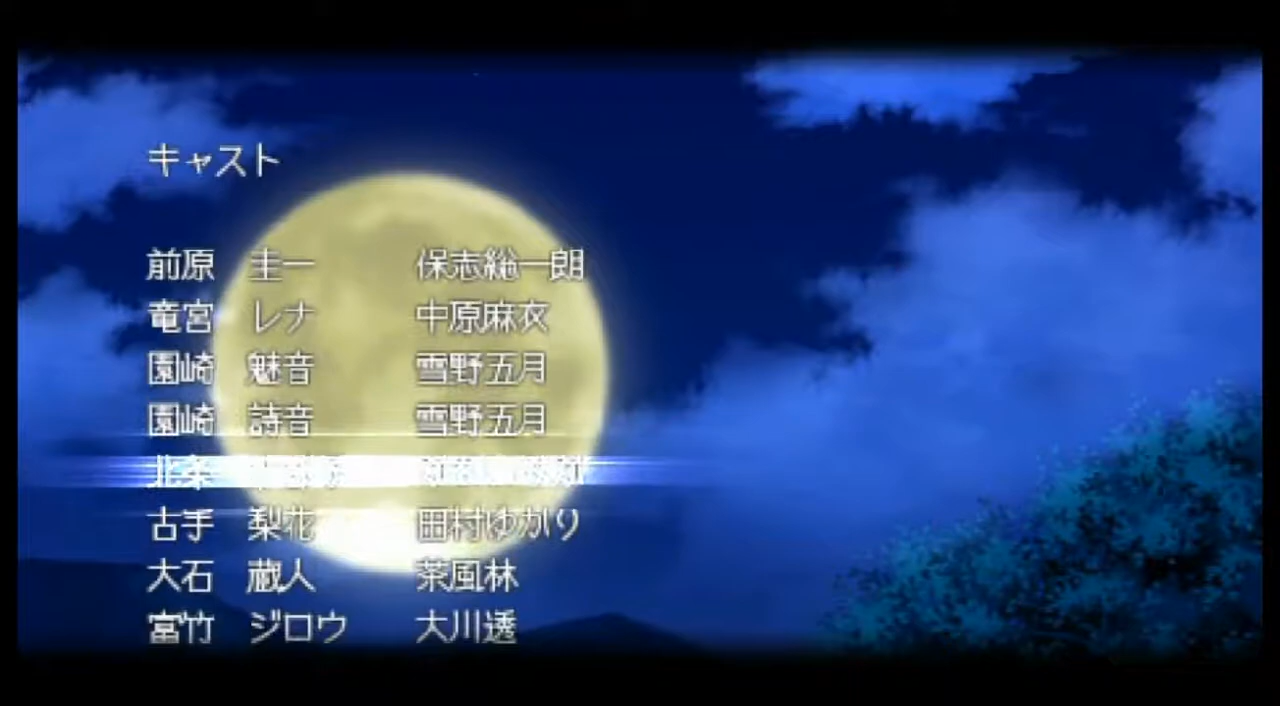 キャスト
前原 圭一 保志総一朗
竜宮 レナ 中原麻衣
園崎 魅音 雪野五月
園崎 詩音 雪野五月
北条
古手 梨花 田村ゆかり
大石 蔵人 茶風林
富竹 ジロウ 大川透